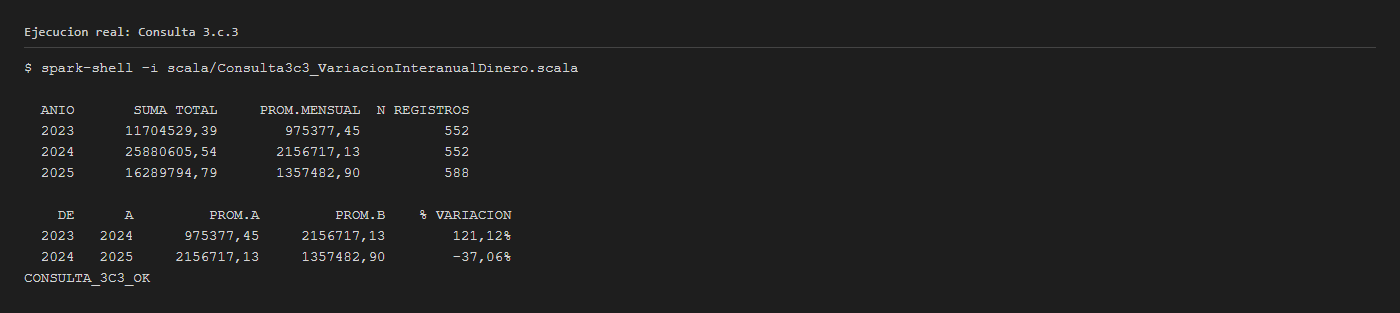 Ejecucion real: Consulta 3.c.3
$ spark-shell -i scala/Consulta3c3_VariacionInteranualDinero.scala
ANIO SUMA TOTAL PROM.MENSUAL N REGISTROS
2023 11704529,39 975377,45 552
2024 25880605,54 2156717,13 552
2025 16289794,79 1357482,90 588
DE A PROM.A PROM.B % VARIACION
2023 2024 975377,45 2156717,13 121,12%
2024 2025 2156717,13 1357482,90 -37,06%
CONSULTA_3C3_OK